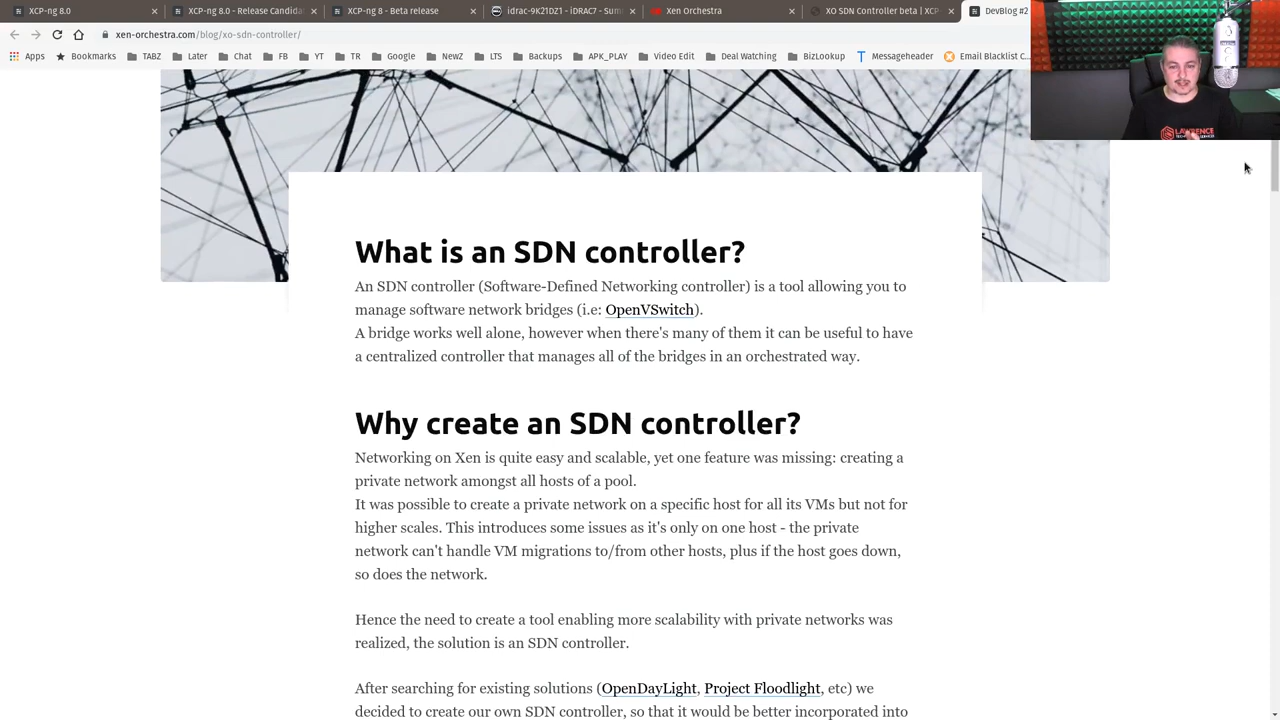 XCP-ng 8.0
XCP-ng 8.0 - Release Candida
XCP-ng 8 - Beta release
idrac-9K21DZ1 - iDRAC7 - Sum
Xen Orchestra
XO SDN Controller beta | XCP
DevBlog #2
xen-orchestra.com/blog/xo-sdn-controller/
Apps
Bookmarks
TABZ
Later
Chat
FB
YT
TR
Google
NewZ
LTS
Backups
APK_PLAY
Video Edit
Deal Watching
BizLookup
Messageheader
Email Blacklist C...
LAWRENCE
What is an SDN controller?
An SDN controller (Software-Defined Networking controller) is a tool allowing you to
manage software network bridges (i.e: OpenVSwitch).
A bridge works well alone, however when there's many of them it can be useful to have
a centralized controller that manages all of the bridges in an orchestrated way.
Why create an SDN controller?
Networking on Xen is quite easy and scalable, yet one feature was missing: creating a
private network amongst all hosts of a pool.
It was possible to create a private network on a specific host for all its VMs but not for
higher scales. This introduces some issues as it's only on one host - the private
network can't handle VM migrations to/from other hosts, plus if the host goes down,
so does the network.
Hence the need to create a tool enabling more scalability with private networks was
realized, the solution is an SDN controller.
After searching for existing solutions (OpenDayLight, Project Floodlight, etc) we
decided to create our own SDN controller, so that it would be better incorporated into